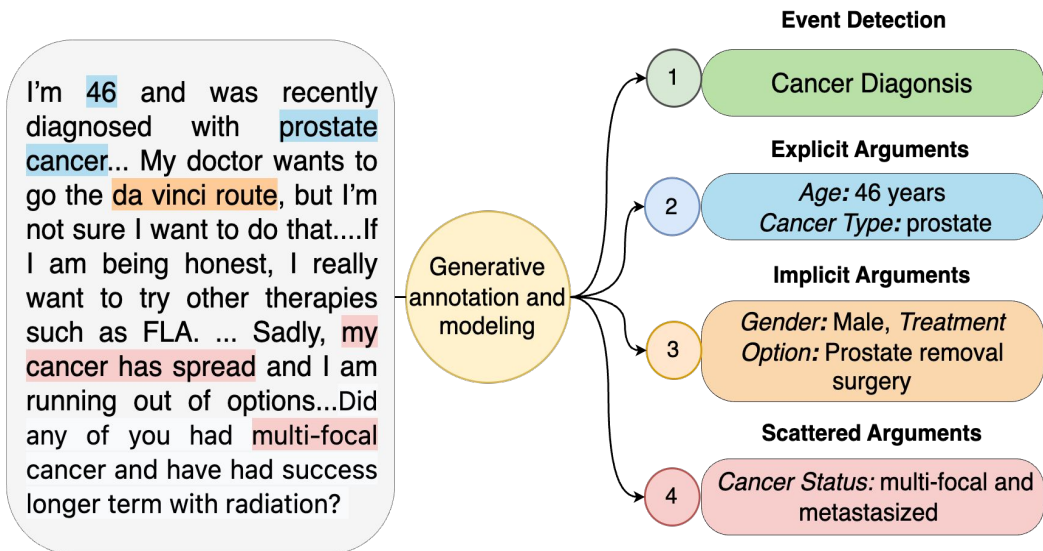 I'm 46 and was recently
diagnosed with prostate
cancer... My doctor wants to
go the da vinci route, but I'm
not sure I want to do that....If
I am being honest, I really
want to try other therapies
such as FLA. ... Sadly, my
cancer has spread and I am
running out of options...Did
any of you had multi-focal
cancer and have had success
longer term with radiation?
Generative
annotation and
modeling
Event Detection
1
Cancer Diagonsis
Explicit Arguments
2
Age: 46 years
Cancer Type: prostate
Implicit Arguments
3
Gender: Male, Treatment
Option: Prostate removal
surgery
Scattered Arguments
4
Cancer Status: multi-focal and
metastasized